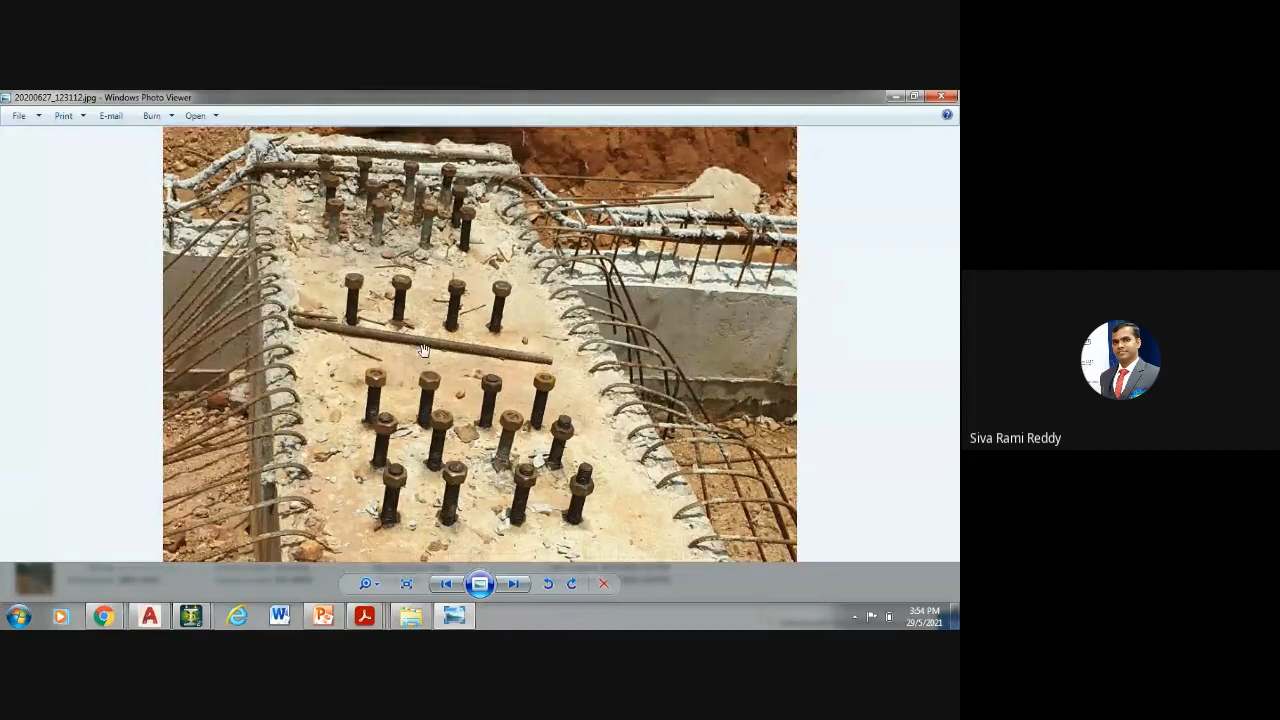 20200627_123112.jpg - Windows Photo Viewer
File Print E-mail Burn Open
Siva Rami Reddy
3:54 PM
29/5/2021